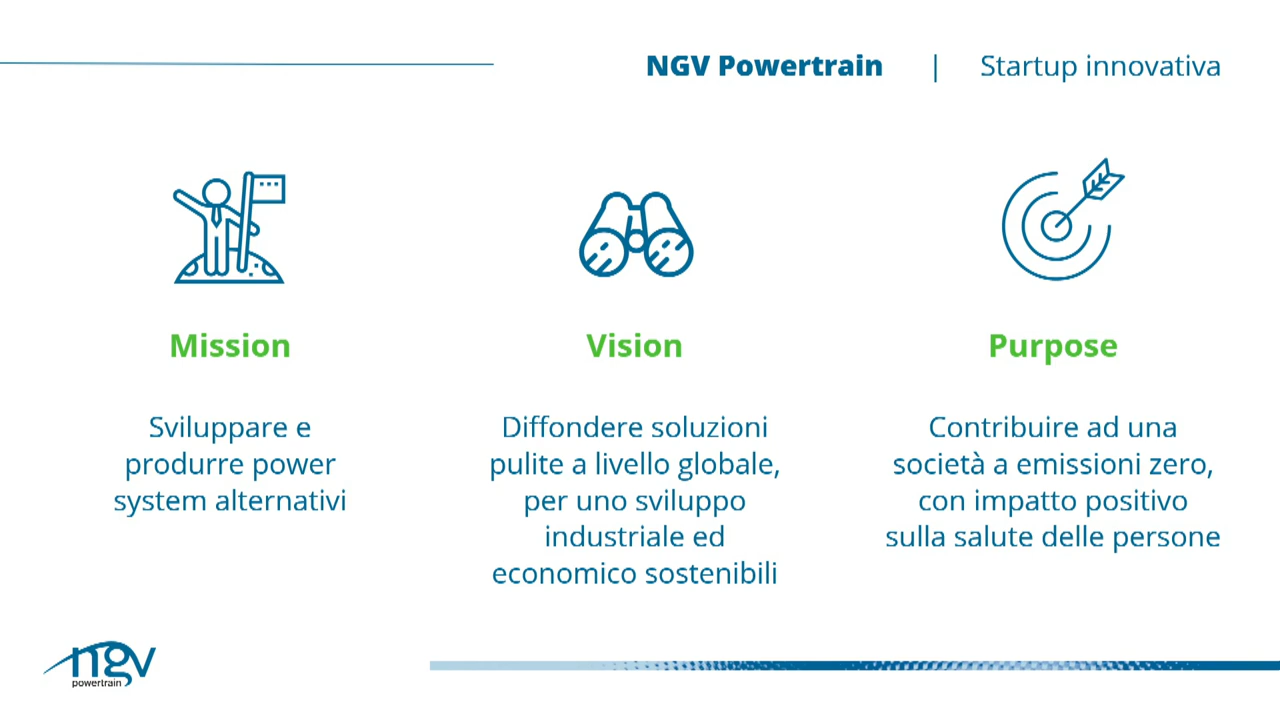 NGV Powertrain | Startup innovativa
Mission
Sviluppare e
produrre power
system alternativi
Vision
Diffondere soluzioni
pulite a livello globale,
per uno sviluppo
industriale ed
economico sostenibili
Purpose
Contribuire ad una
società a emissioni zero,
con impatto positivo
sulla salute delle persone
ngv
powertrain